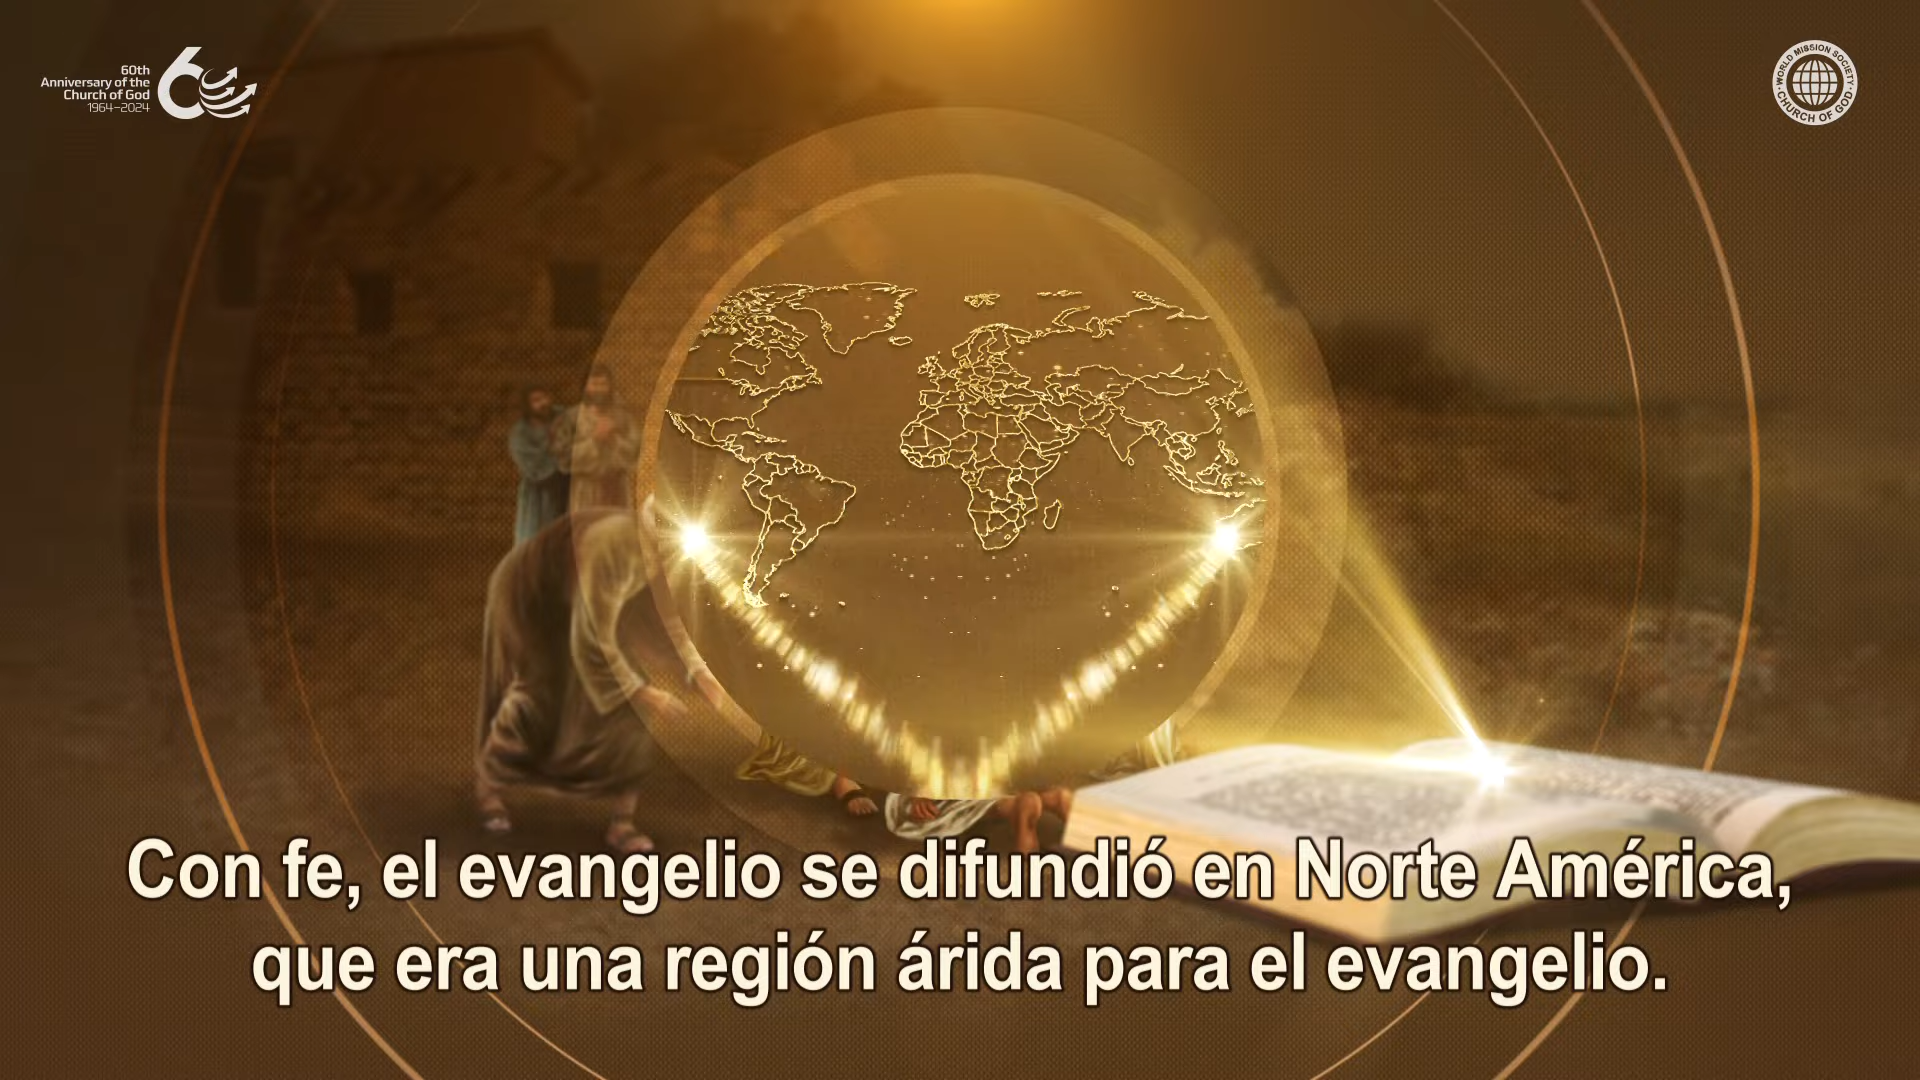 60th
Anniversary of the
Church of God
1964–2024
60
WORLD MISSION SOCIETY
CHURCH OF GOD
Con fe, el evangelio se difundió en Norte América,
que era una región árida para el evangelio.